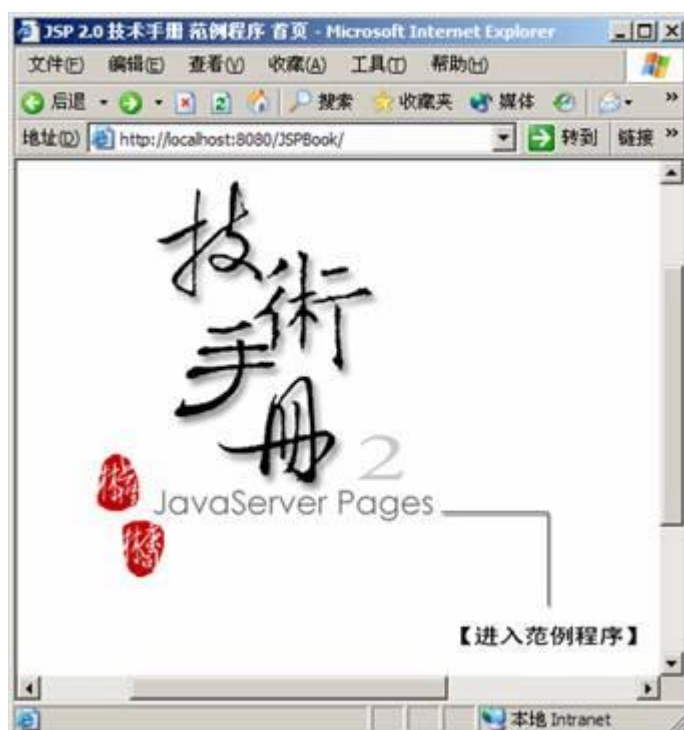 JSP 2.0 技术手册 范例程序 首页 - Microsoft Internet Explorer
文件(F) 编辑(E) 查看(V) 收藏(A) 工具(T) 帮助(H)
后退 搜索 收藏夹 媒体 »
地址(D) http://localhost:8080/JSPBook/ 转到 链接 »
技
術
手
冊
2
JavaServer Pages
【进入范例程序】
本地 Intranet